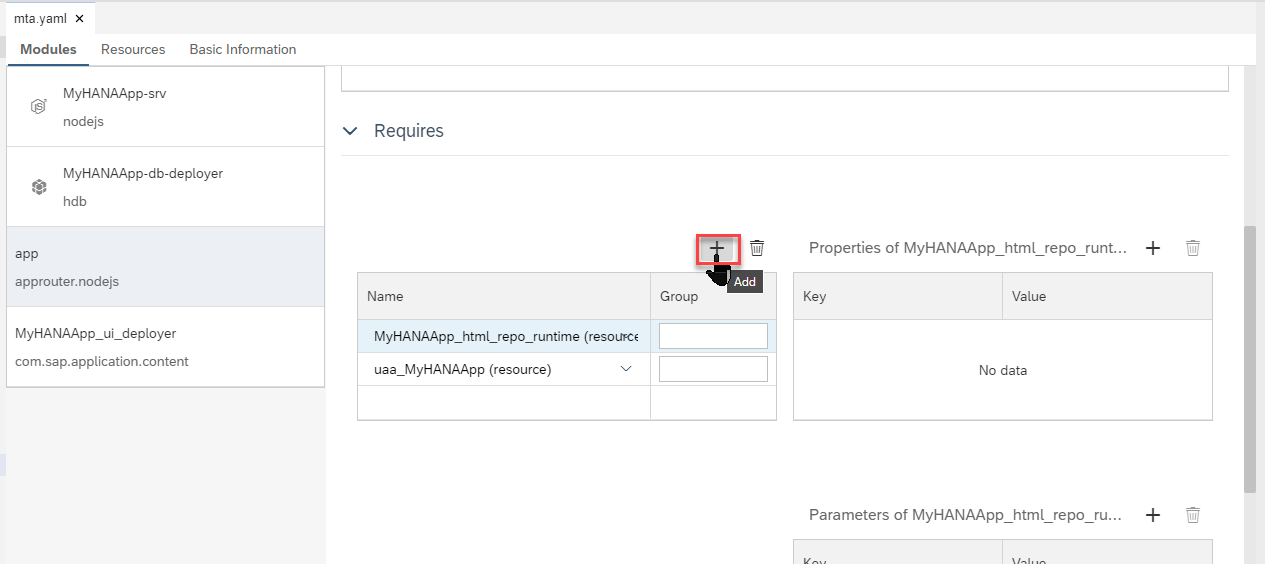 mta.yaml ×
Modules Resources Basic Information
MyHANAApp-srv
nodejs
MyHANAApp-db-deployer
hdb
app
approuter.nodejs
MyHANAApp_ui_deployer
com.sap.application.content
Requires
Add
Name Group
MyHANAApp_html_repo_runtime (resource
uaa_MyHANAApp (resource)
Properties of MyHANAApp_html_repo_runt...
Key Value
No data
Parameters of MyHANAApp_html_repo_ru...
Key Value